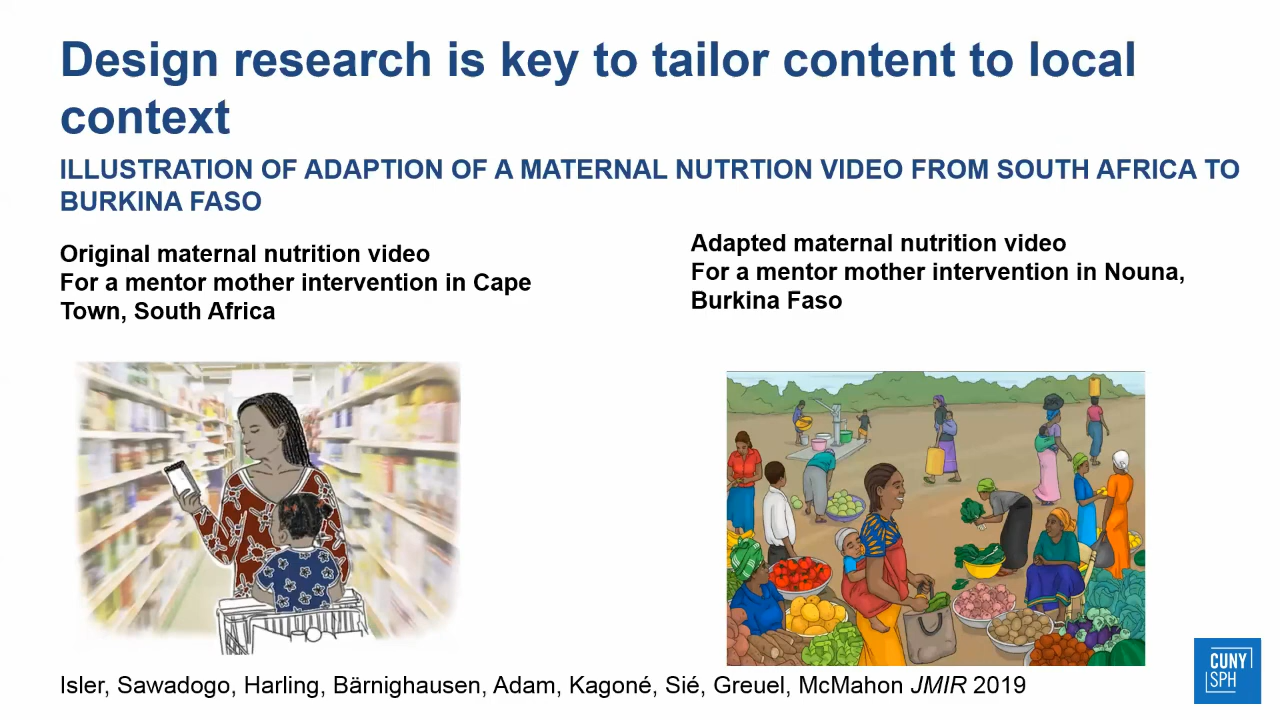 Design research is key to tailor content to local
context
ILLUSTRATION OF ADAPTION OF A MATERNAL NUTRTION VIDEO FROM SOUTH AFRICA TO
BURKINA FASO
Original maternal nutrition video
For a mentor mother intervention in Cape
Town, South Africa
Adapted maternal nutrition video
For a mentor mother intervention in Nouna,
Burkina Faso
Isler, Sawadogo, Harling, Bärnighausen, Adam, Kagoné, Sié, Greuel, McMahon JMIR 2019
CUNY
SPH